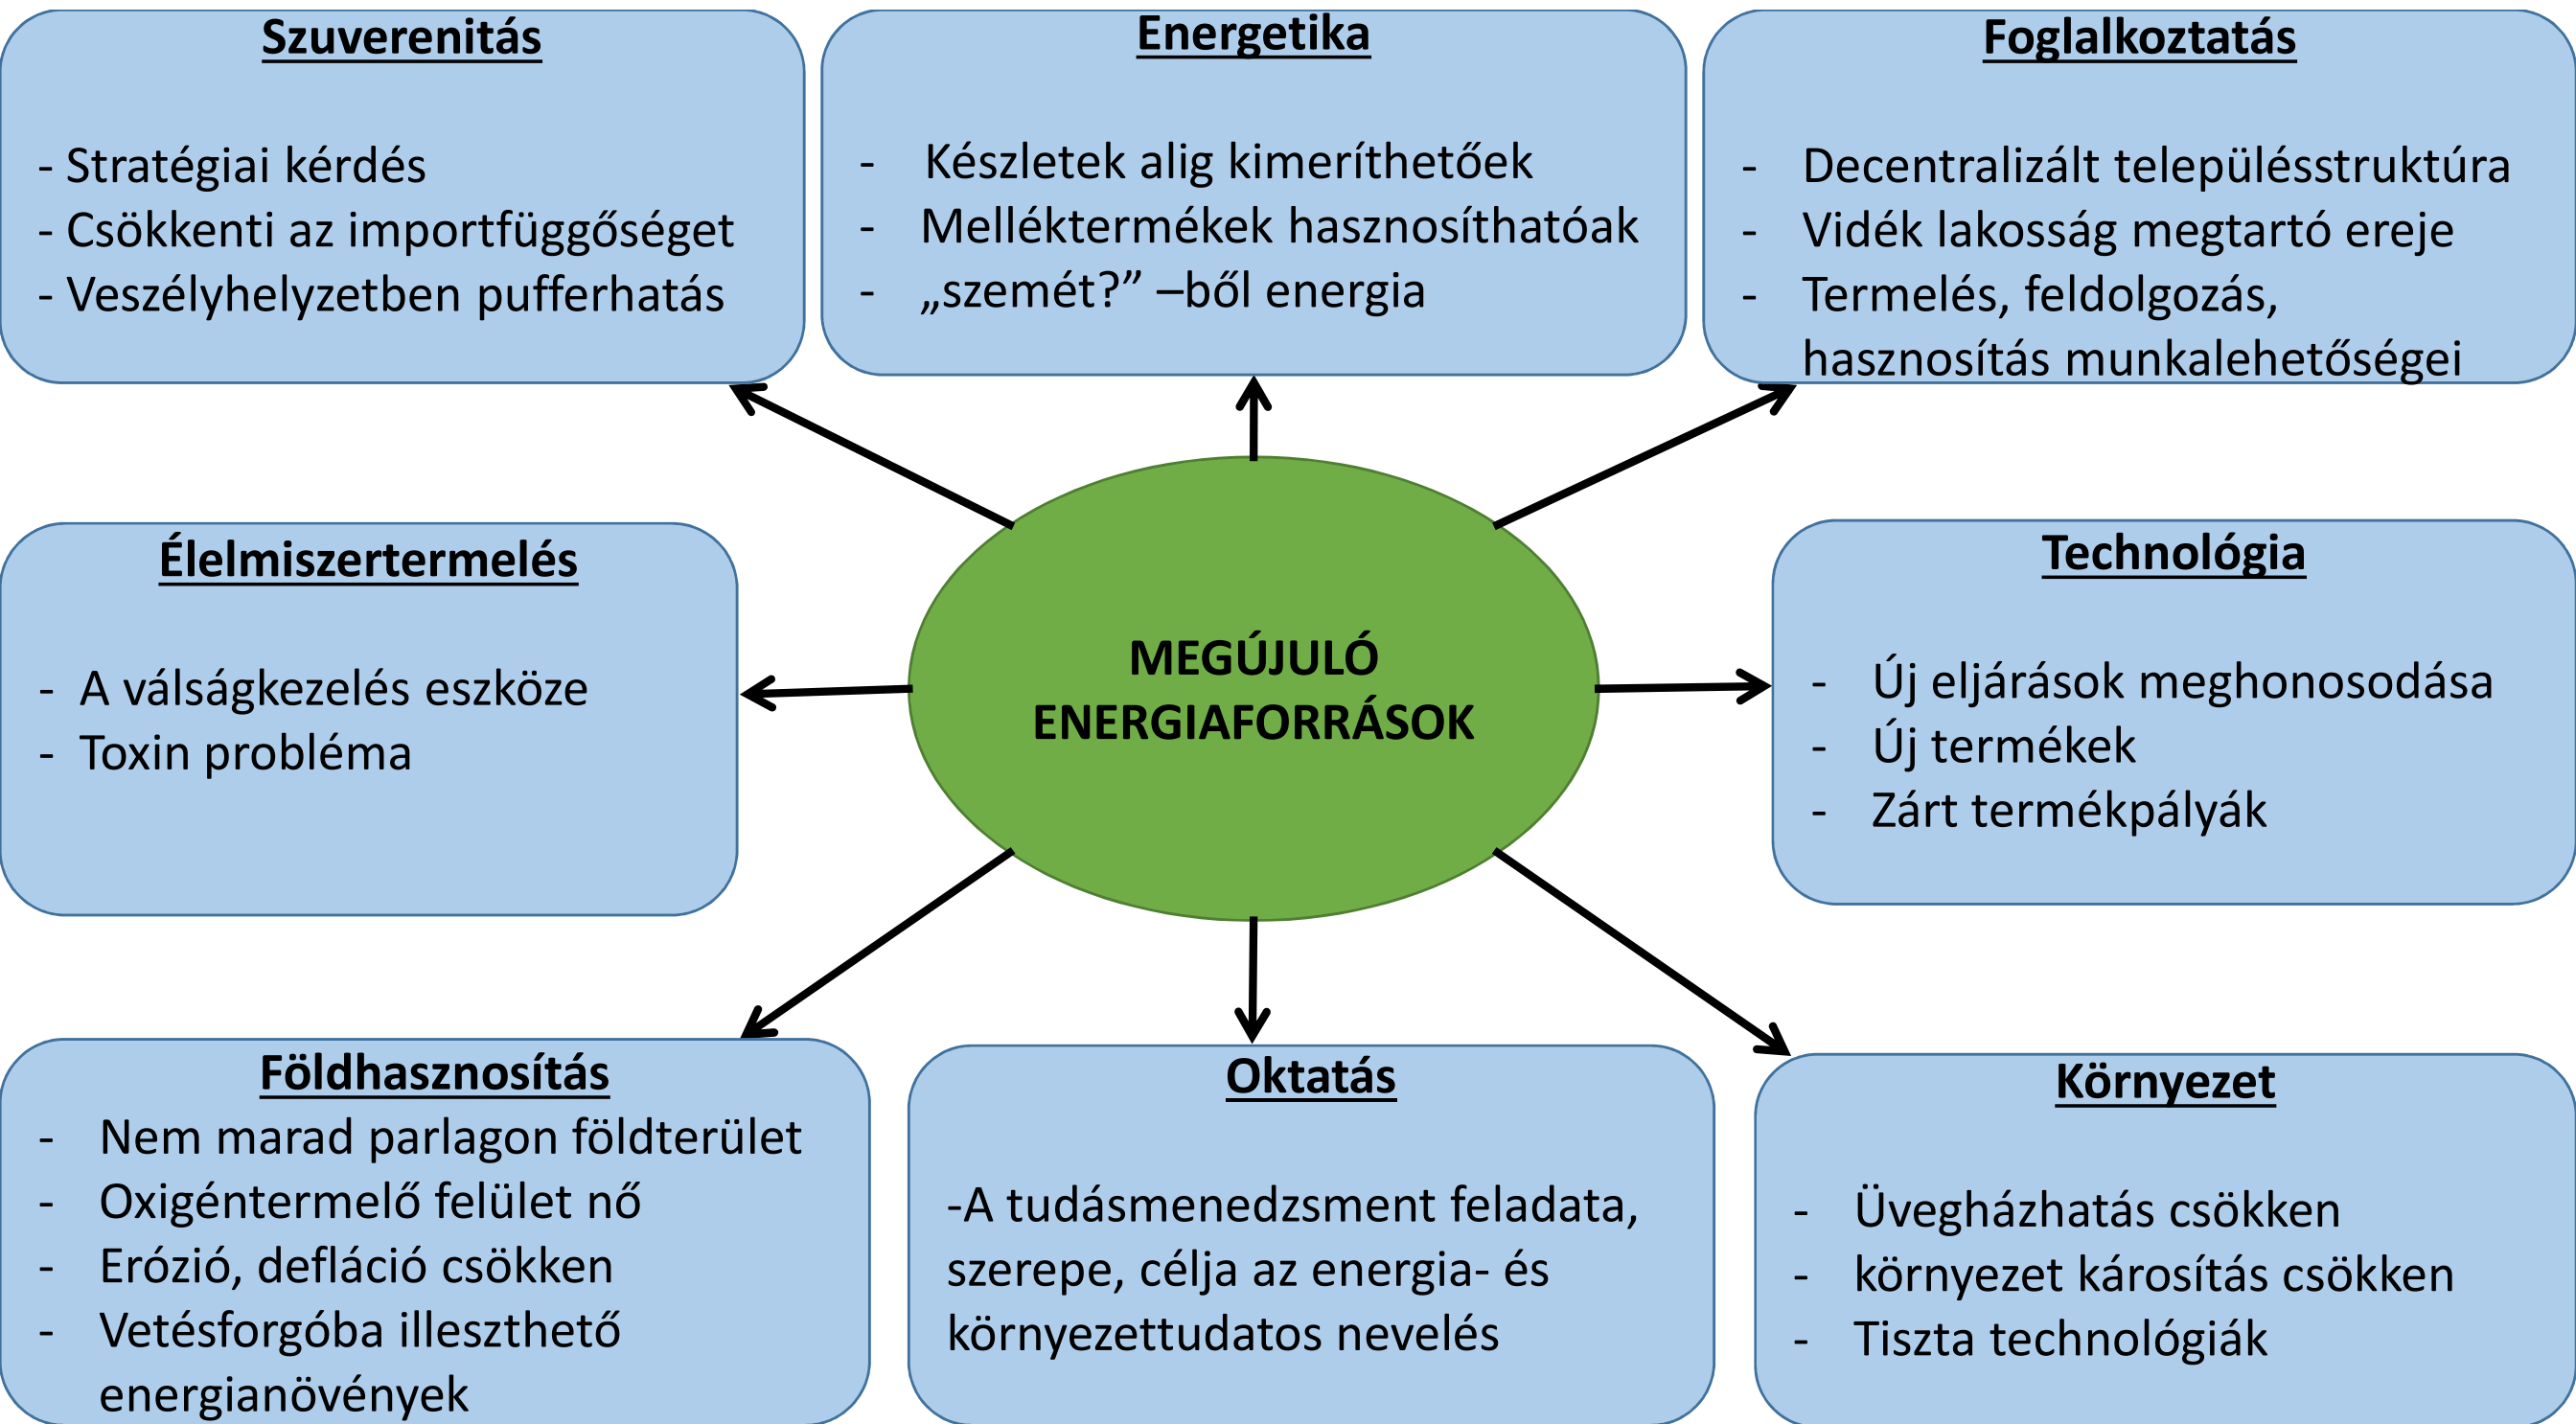 Szuverenitás
- Stratégiai kérdés
- Csökkenti az importfüggőséget
- Veszélyhelyzetben pufferhatás
Energetika
- Készletek alig kimeríthetőek
- Melléktermékek hasznosíthatóak
- „szemét?” –ből energia
Foglalkoztatás
- Decentralizált településstruktúra
- Vidék lakosság megtartó ereje
- Termelés, feldolgozás,
hasznosítás munkalehetőségei
Élelmiszertermelés
- A válságkezelés eszköze
- Toxin probléma
MEGÚJULÓ
ENERGIAFORRÁSOK
Technológia
- Új eljárások meghonosodása
- Új termékek
- Zárt termékpályák
Földhasznosítás
- Nem marad parlagon földterület
- Oxigéntermelő felület nő
- Erózió, defláció csökken
- Vetésforgóba illeszthető
energianövények
Oktatás
-A tudásmenedzsment feladata,
szerepe, célja az energia- és
környezettudatos nevelés
Környezet
- Üvegházhatás csökken
- környezet károsítás csökken
- Tiszta technológiák